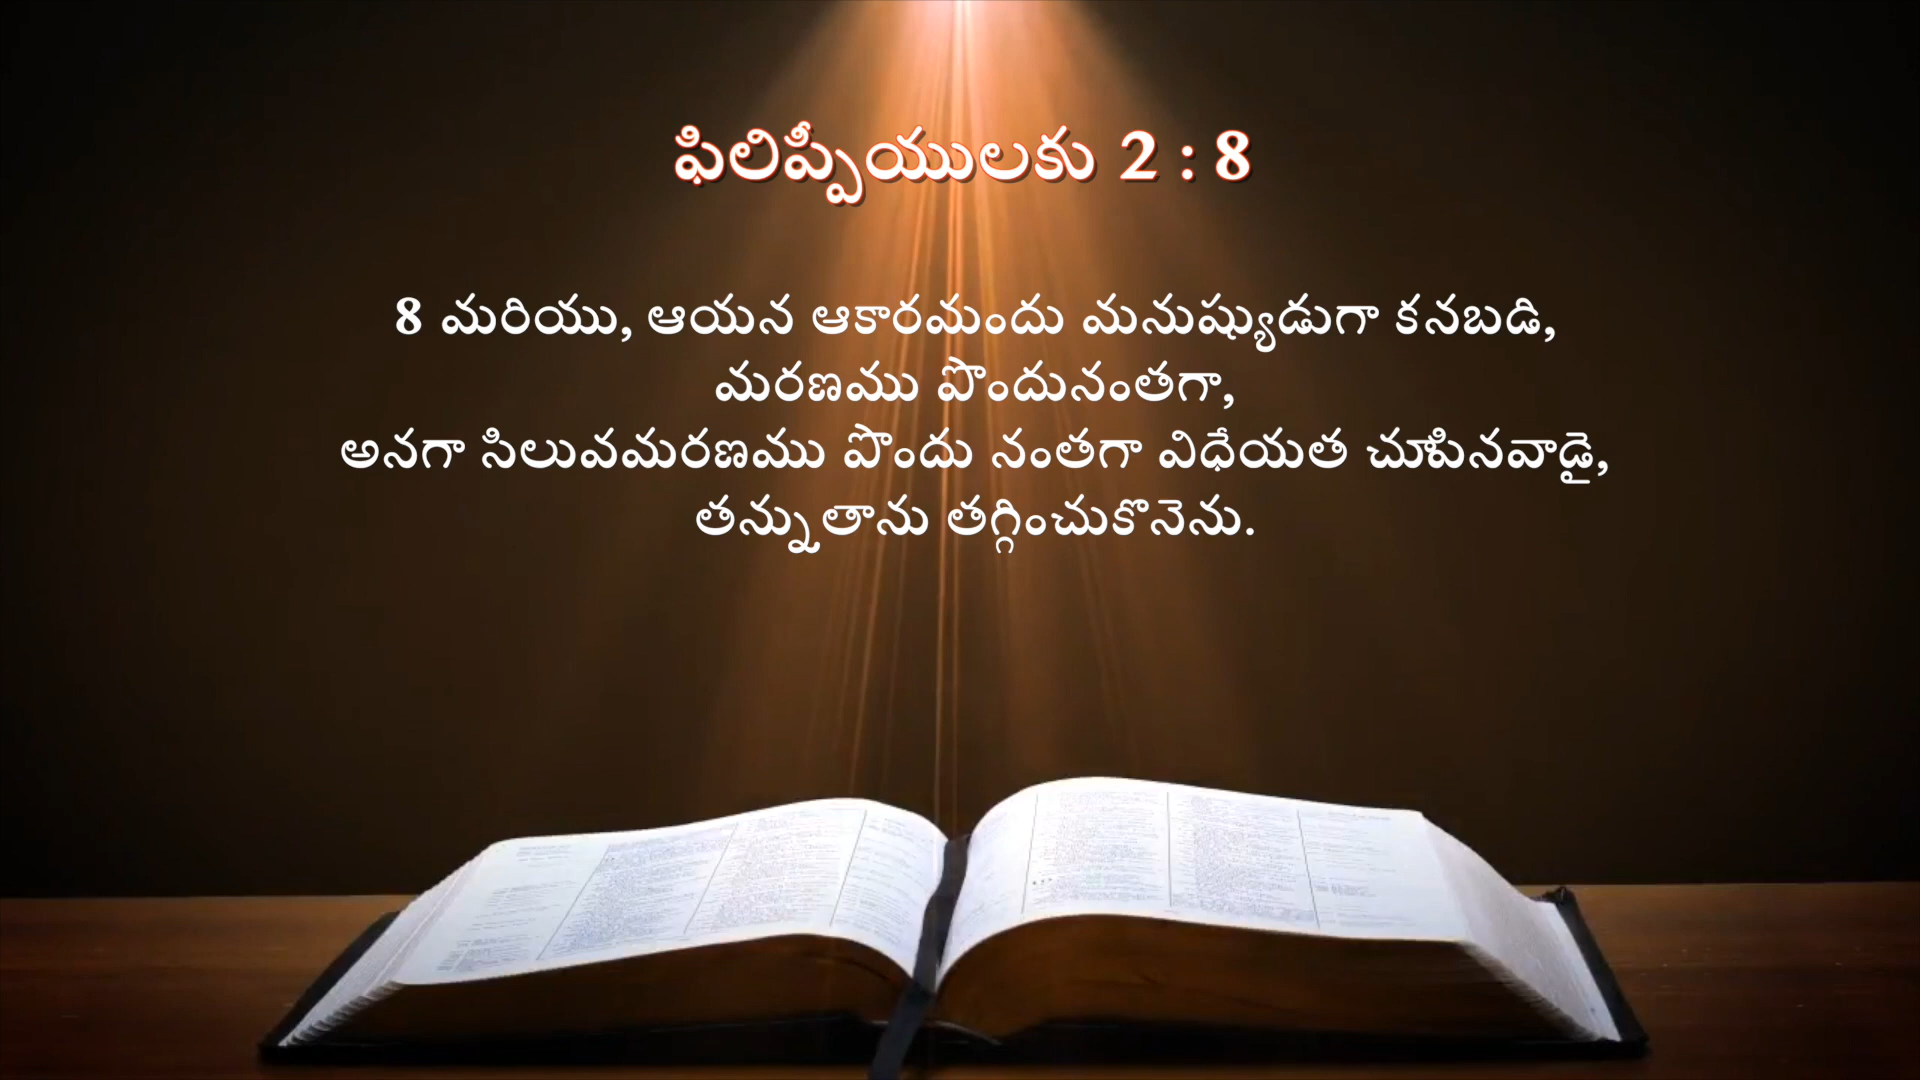 ఫిలిప్పీయులకు 2 : 8
8 మరియు, ఆయన ఆకారమందు మనుష్యుడుగా కనబడి,
మరణము పొందునంతగా,
అనగా సిలువమరణము పొందు నంతగా విధేయత చూపినవాడై,
తన్నుతాను తగ్గించుకొనెను.